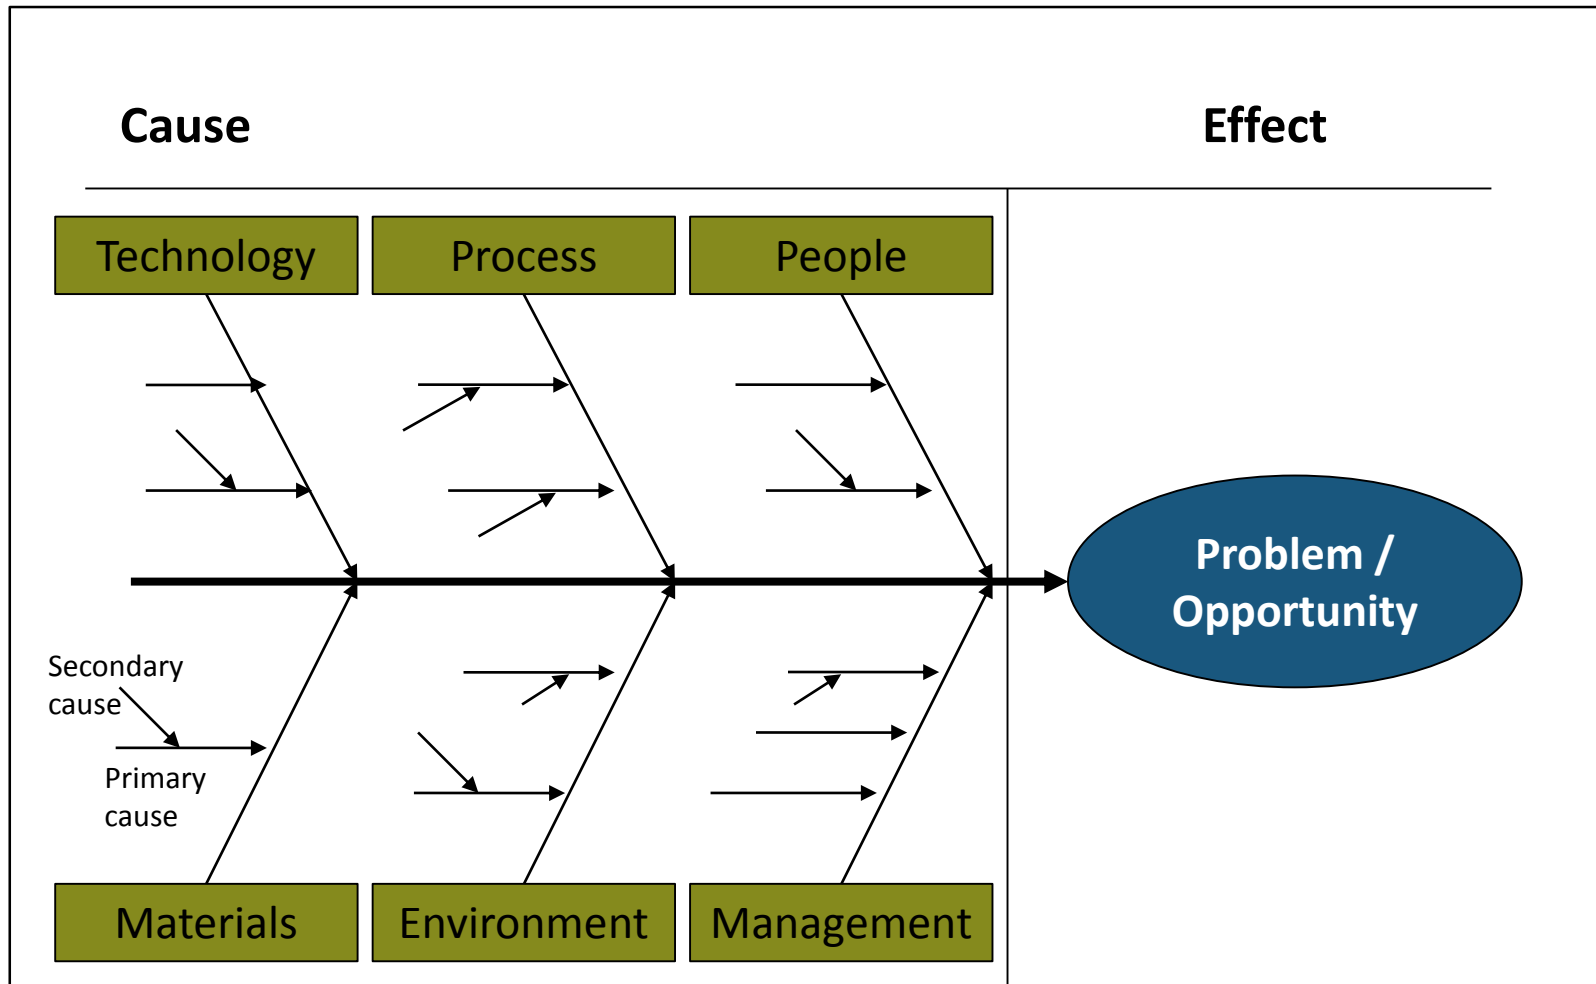 Cause
Effect
Technology
Process
People
Problem /
Opportunity
Secondary
cause
Primary
cause
Materials
Environment
Management